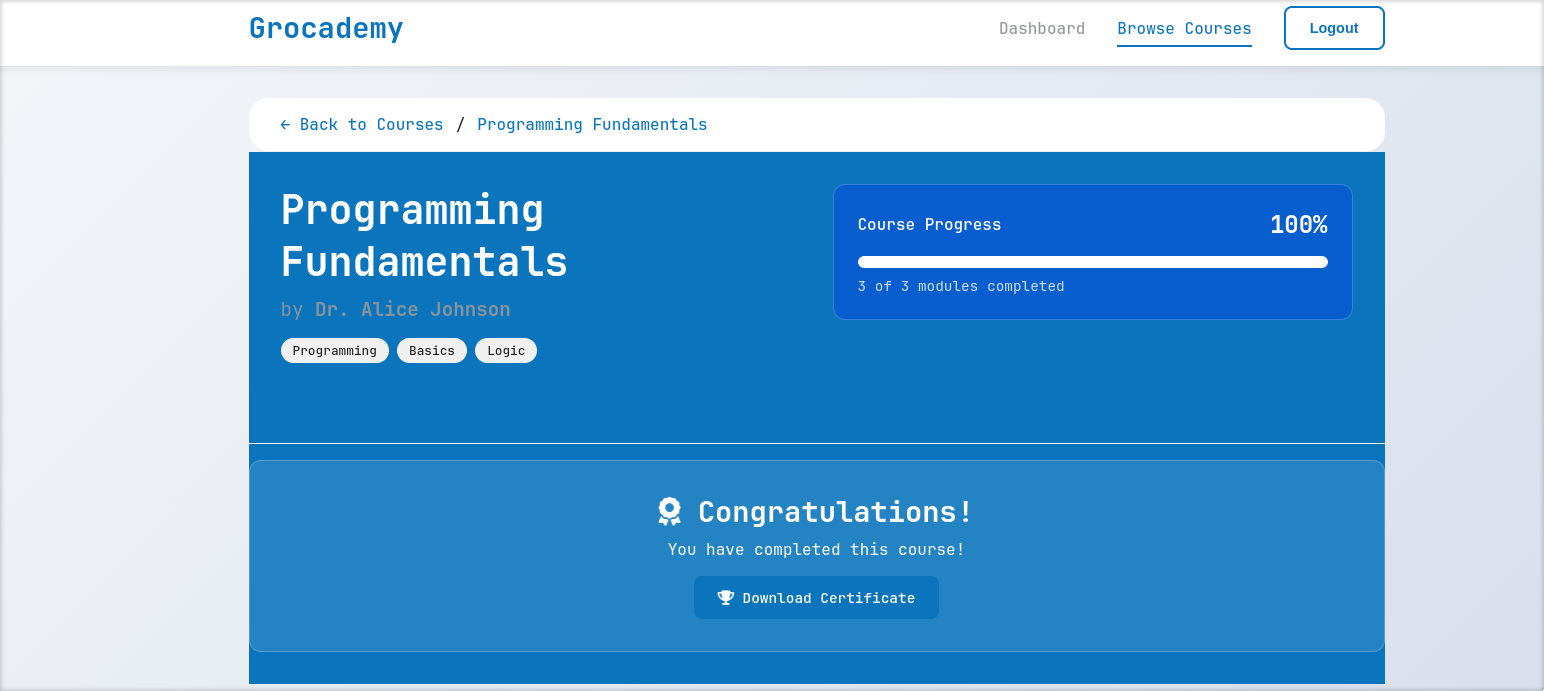 Grocademy
Dashboard
Browse Courses
Logout
← Back to Courses / Programming Fundamentals
Programming
Fundamentals
by Dr. Alice Johnson
Programming
Basics
Logic
Course Progress
100%
3 of 3 modules completed
Congratulations!
You have completed this course!
Download Certificate